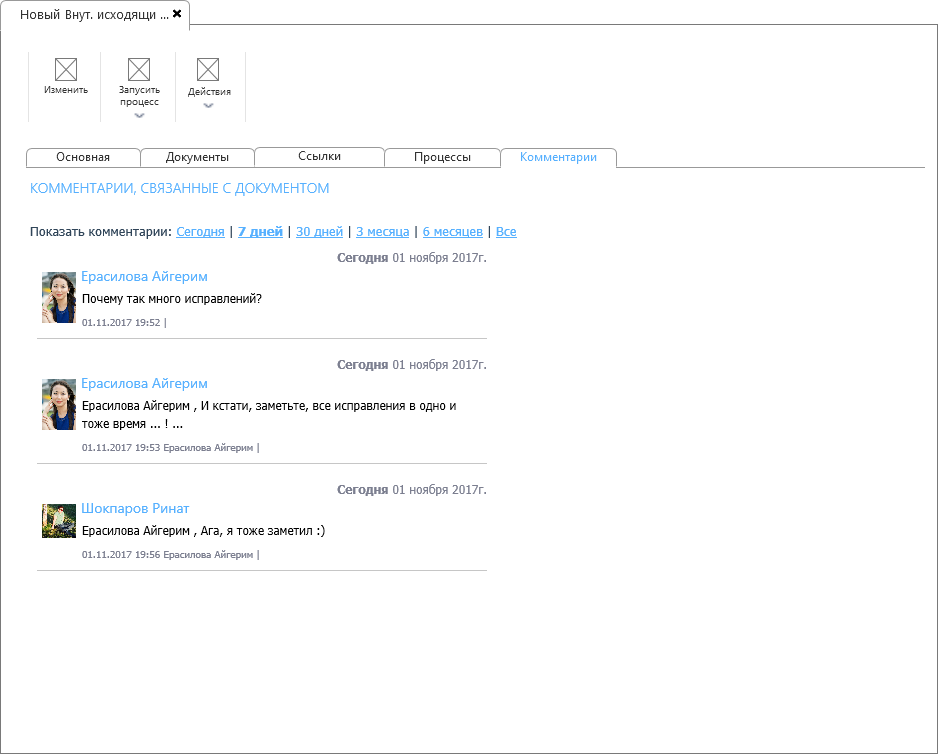 Новый Внут. исходящи ...
Изменить
Запусить
процесс
Действия
Основная
Документы
Ссылки
Процессы
Комментарии
КОММЕНТАРИИ, СВЯЗАННЫЕ С ДОКУМЕНТОМ
Показать комментарии: Сегодня | 7 дней | 30 дней | 3 месяца | 6 месяцев | Все
Сегодня 01 ноября 2017г.
Ерасилова Айгерим
Почему так много исправлений?
01.11.2017 19:52 |
Сегодня 01 ноября 2017г.
Ерасилова Айгерим
Ерасилова Айгерим , И кстати, заметьте, все исправления в одно и
тоже время ... ! ...
01.11.2017 19:53 Ерасилова Айгерим |
Сегодня 01 ноября 2017г.
Шокпаров Ринат
Ерасилова Айгерим , Ага, я тоже заметил :)
01.11.2017 19:56 Ерасилова Айгерим |